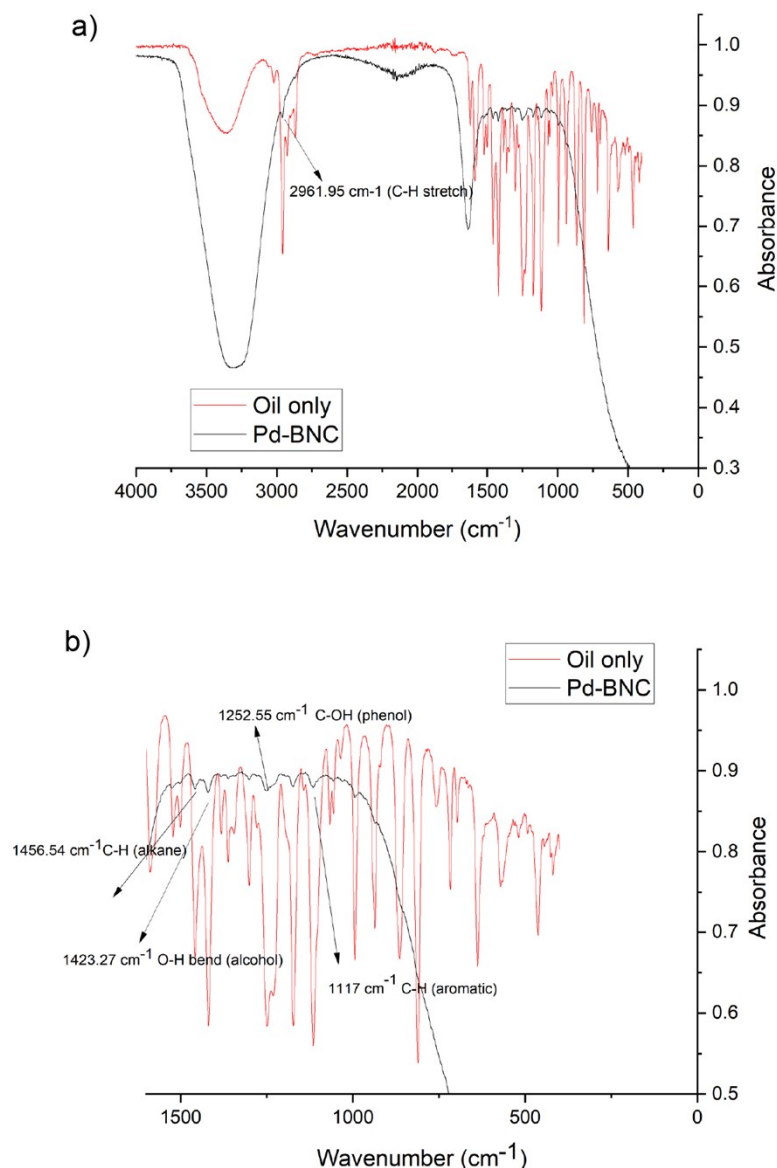 a)
1.0
0.9
0.8
0.7
0.6
0.5
0.4
0.3
Absorbance
2961.95 cm-1 (C-H stretch)
Oil only
Pd-BNC
4000 3500 3000 2500 2000 1500 1000 500 0
Wavenumber (cm⁻¹)
b)
Oil only
Pd-BNC
1.0
0.9
0.8
0.7
0.6
0.5
Absorbance
1252.55 cm⁻¹ C-OH (phenol)
1456.54 cm⁻¹C-H (alkane)
1423.27 cm⁻¹ O-H bend (alcohol)
1117 cm⁻¹ C-H (aromatic)
1500 1000 500 0
Wavenumber (cm⁻¹)